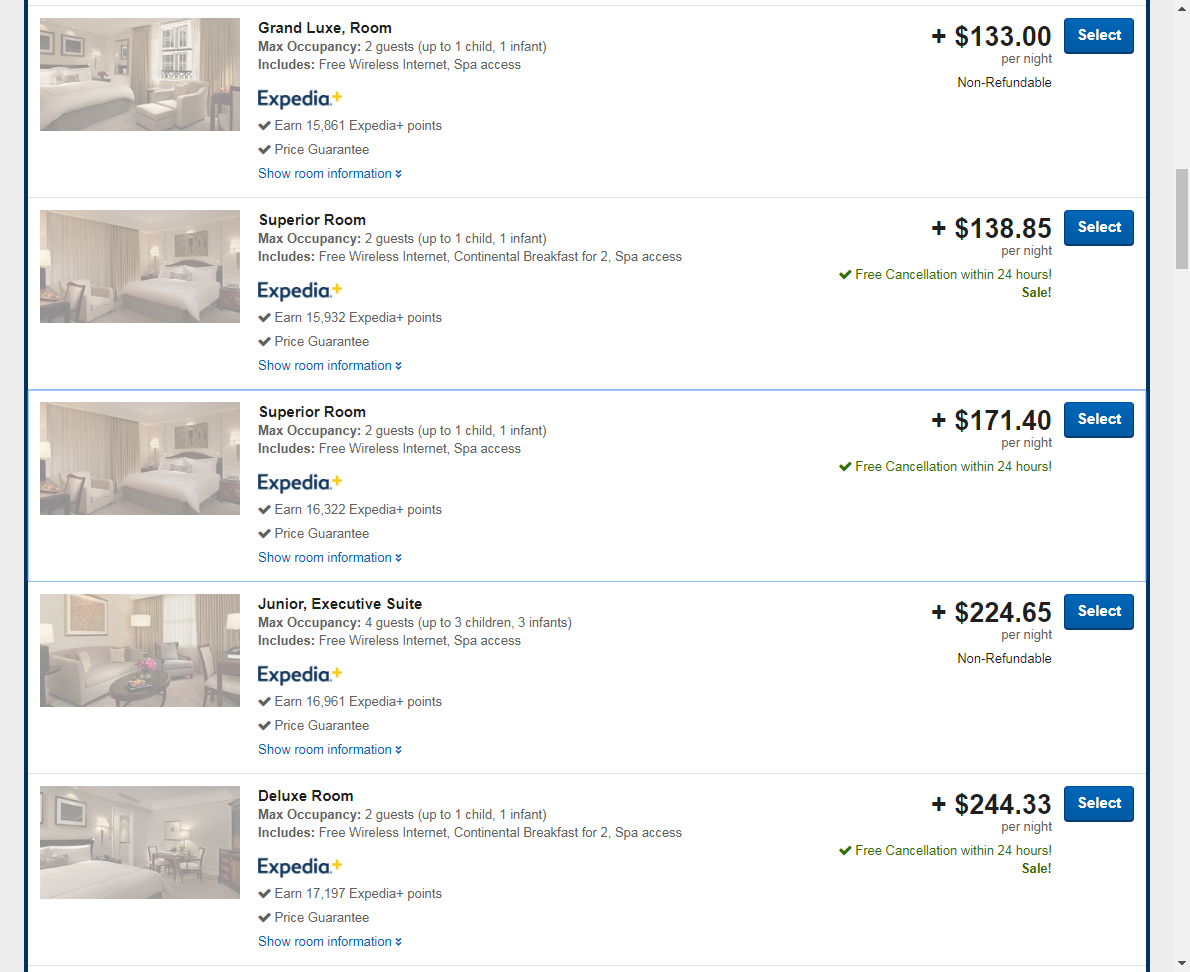 Grand Luxe, Room
Max Occupancy: 2 guests (up to 1 child, 1 infant)
Includes: Free Wireless Internet, Spa access
Expedia+
Earn 15,861 Expedia+ points
Price Guarantee
Show room information
+ $133.00
per night
Non-Refundable
Select
Superior Room
Max Occupancy: 2 guests (up to 1 child, 1 infant)
Includes: Free Wireless Internet, Continental Breakfast for 2, Spa access
Expedia+
Earn 15,932 Expedia+ points
Price Guarantee
Show room information
+ $138.85
per night
Free Cancellation within 24 hours!
Sale!
Select
Superior Room
Max Occupancy: 2 guests (up to 1 child, 1 infant)
Includes: Free Wireless Internet, Spa access
Expedia+
Earn 16,322 Expedia+ points
Price Guarantee
Show room information
+ $171.40
per night
Free Cancellation within 24 hours!
Select
Junior, Executive Suite
Max Occupancy: 4 guests (up to 3 children, 3 infants)
Includes: Free Wireless Internet, Spa access
Expedia+
Earn 16,961 Expedia+ points
Price Guarantee
Show room information
+ $224.65
per night
Non-Refundable
Select
Deluxe Room
Max Occupancy: 2 guests (up to 1 child, 1 infant)
Includes: Free Wireless Internet, Continental Breakfast for 2, Spa access
Expedia+
Earn 17,197 Expedia+ points
Price Guarantee
Show room information
+ $244.33
per night
Free Cancellation within 24 hours!
Sale!
Select